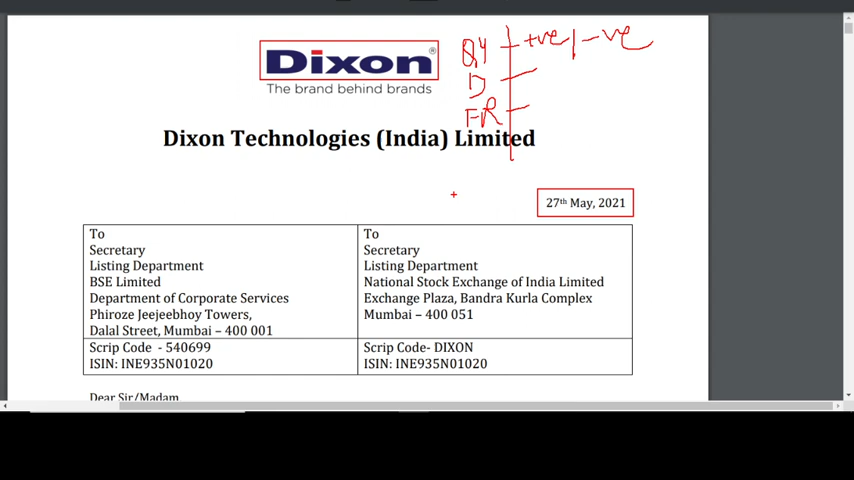 Dixon®
The brand behind brands
Q4 +ve | -ve
D
FR
Dixon Technologies (India) Limited
27th May, 2021
To
Secretary
Listing Department
BSE Limited
Department of Corporate Services
Phiroze Jeejeebhoy Towers,
Dalal Street, Mumbai – 400 001
To
Secretary
Listing Department
National Stock Exchange of India Limited
Exchange Plaza, Bandra Kurla Complex
Mumbai – 400 051
Scrip Code - 540699
ISIN: INE935N01020
Scrip Code- DIXON
ISIN: INE935N01020
Dear Sir/Madam